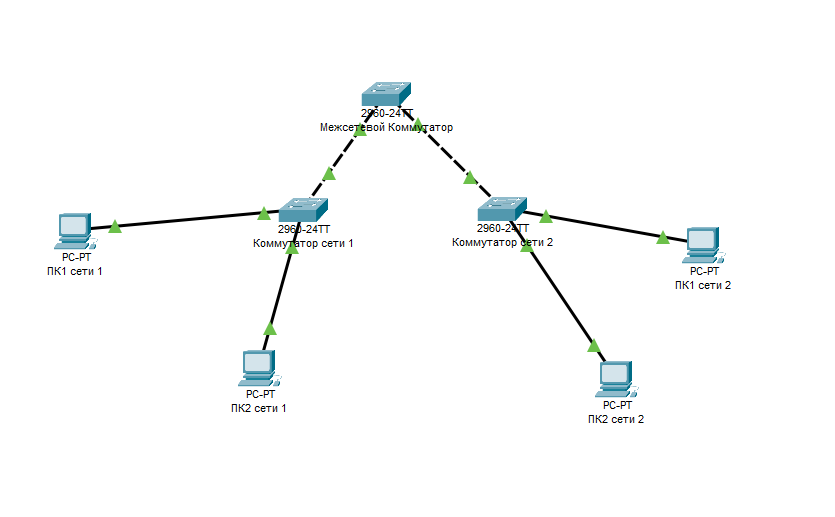 2960-24TT
Межсетевой Коммутатор
2960-24TT
Коммутатор сети 1
2960-24TT
Коммутатор сети 2
PC-PT
ПК1 сети 1
PC-PT
ПК1 сети 2
PC-PT
ПК2 сети 1
PC-PT
ПК2 сети 2